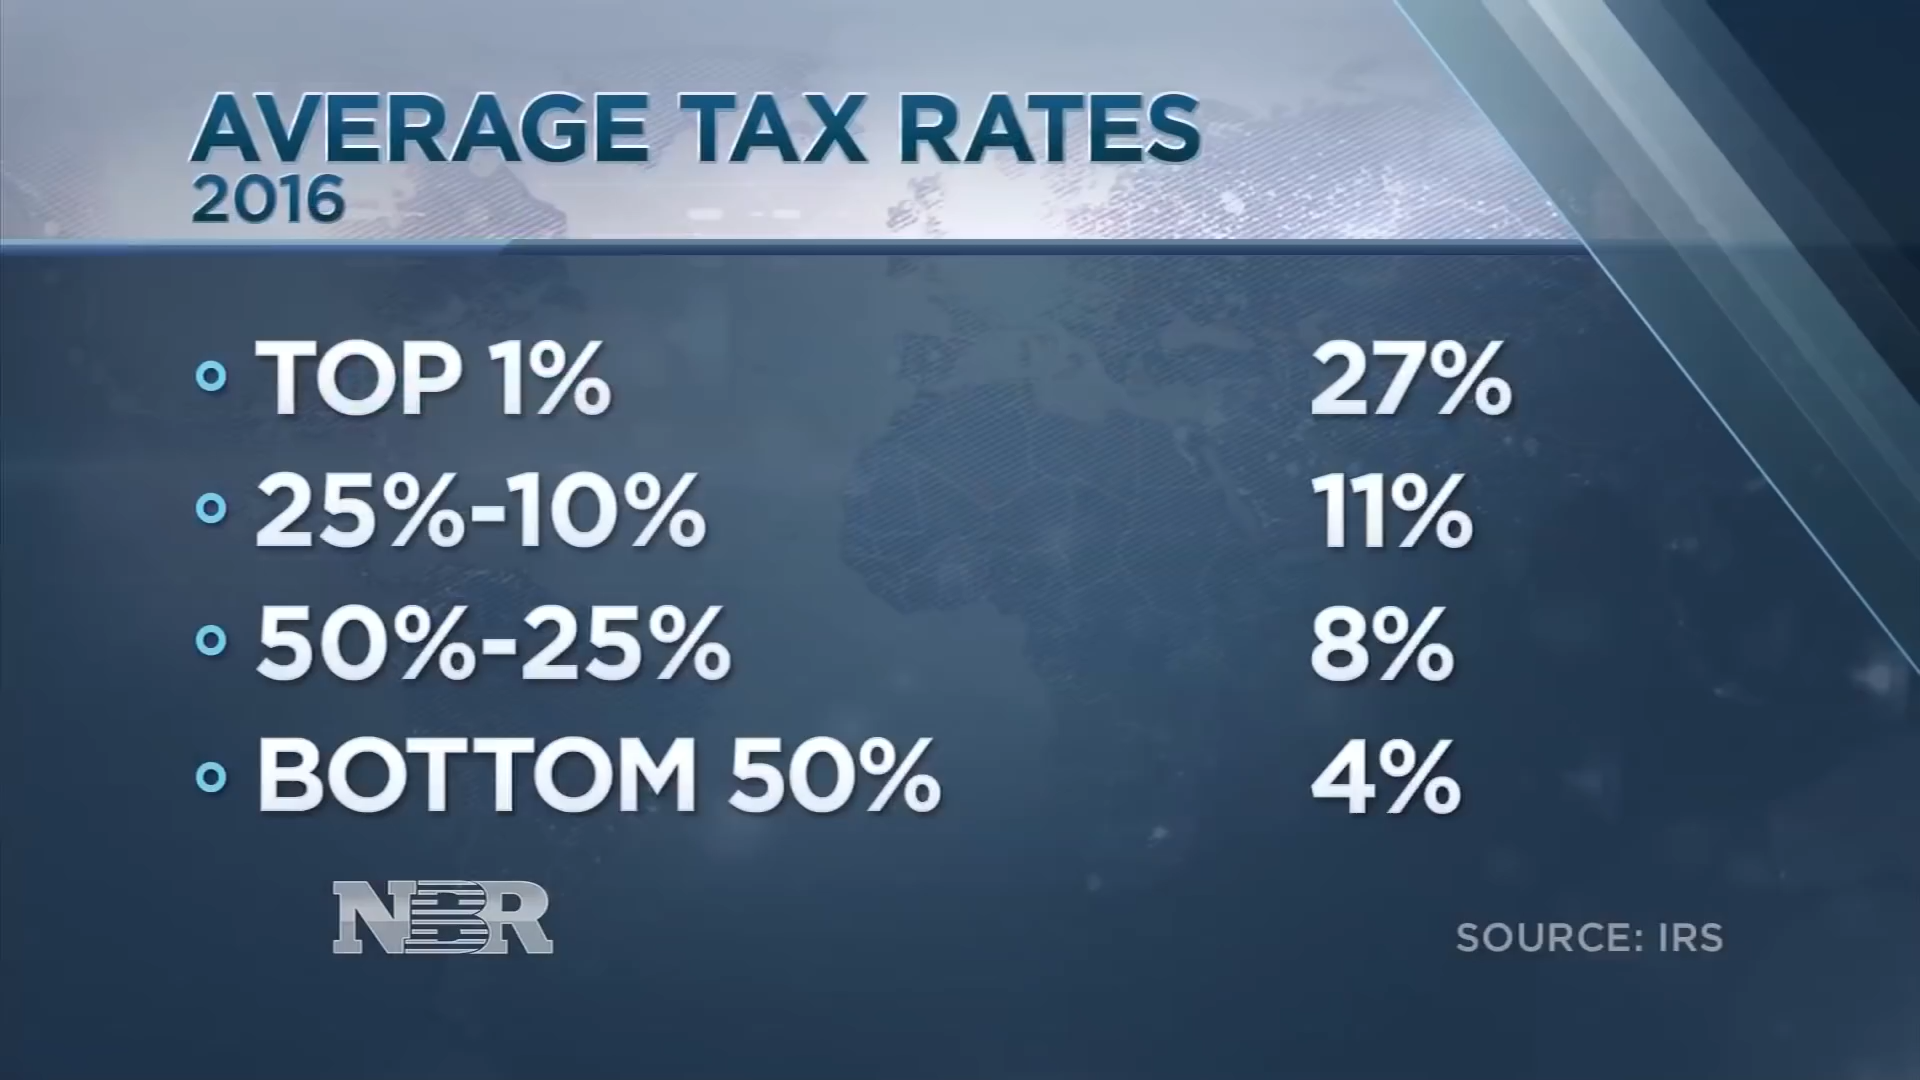 AVERAGE TAX RATES
2016
TOP 1% 27%
25%-10% 11%
50%-25% 8%
BOTTOM 50% 4%
NBR
SOURCE: IRS